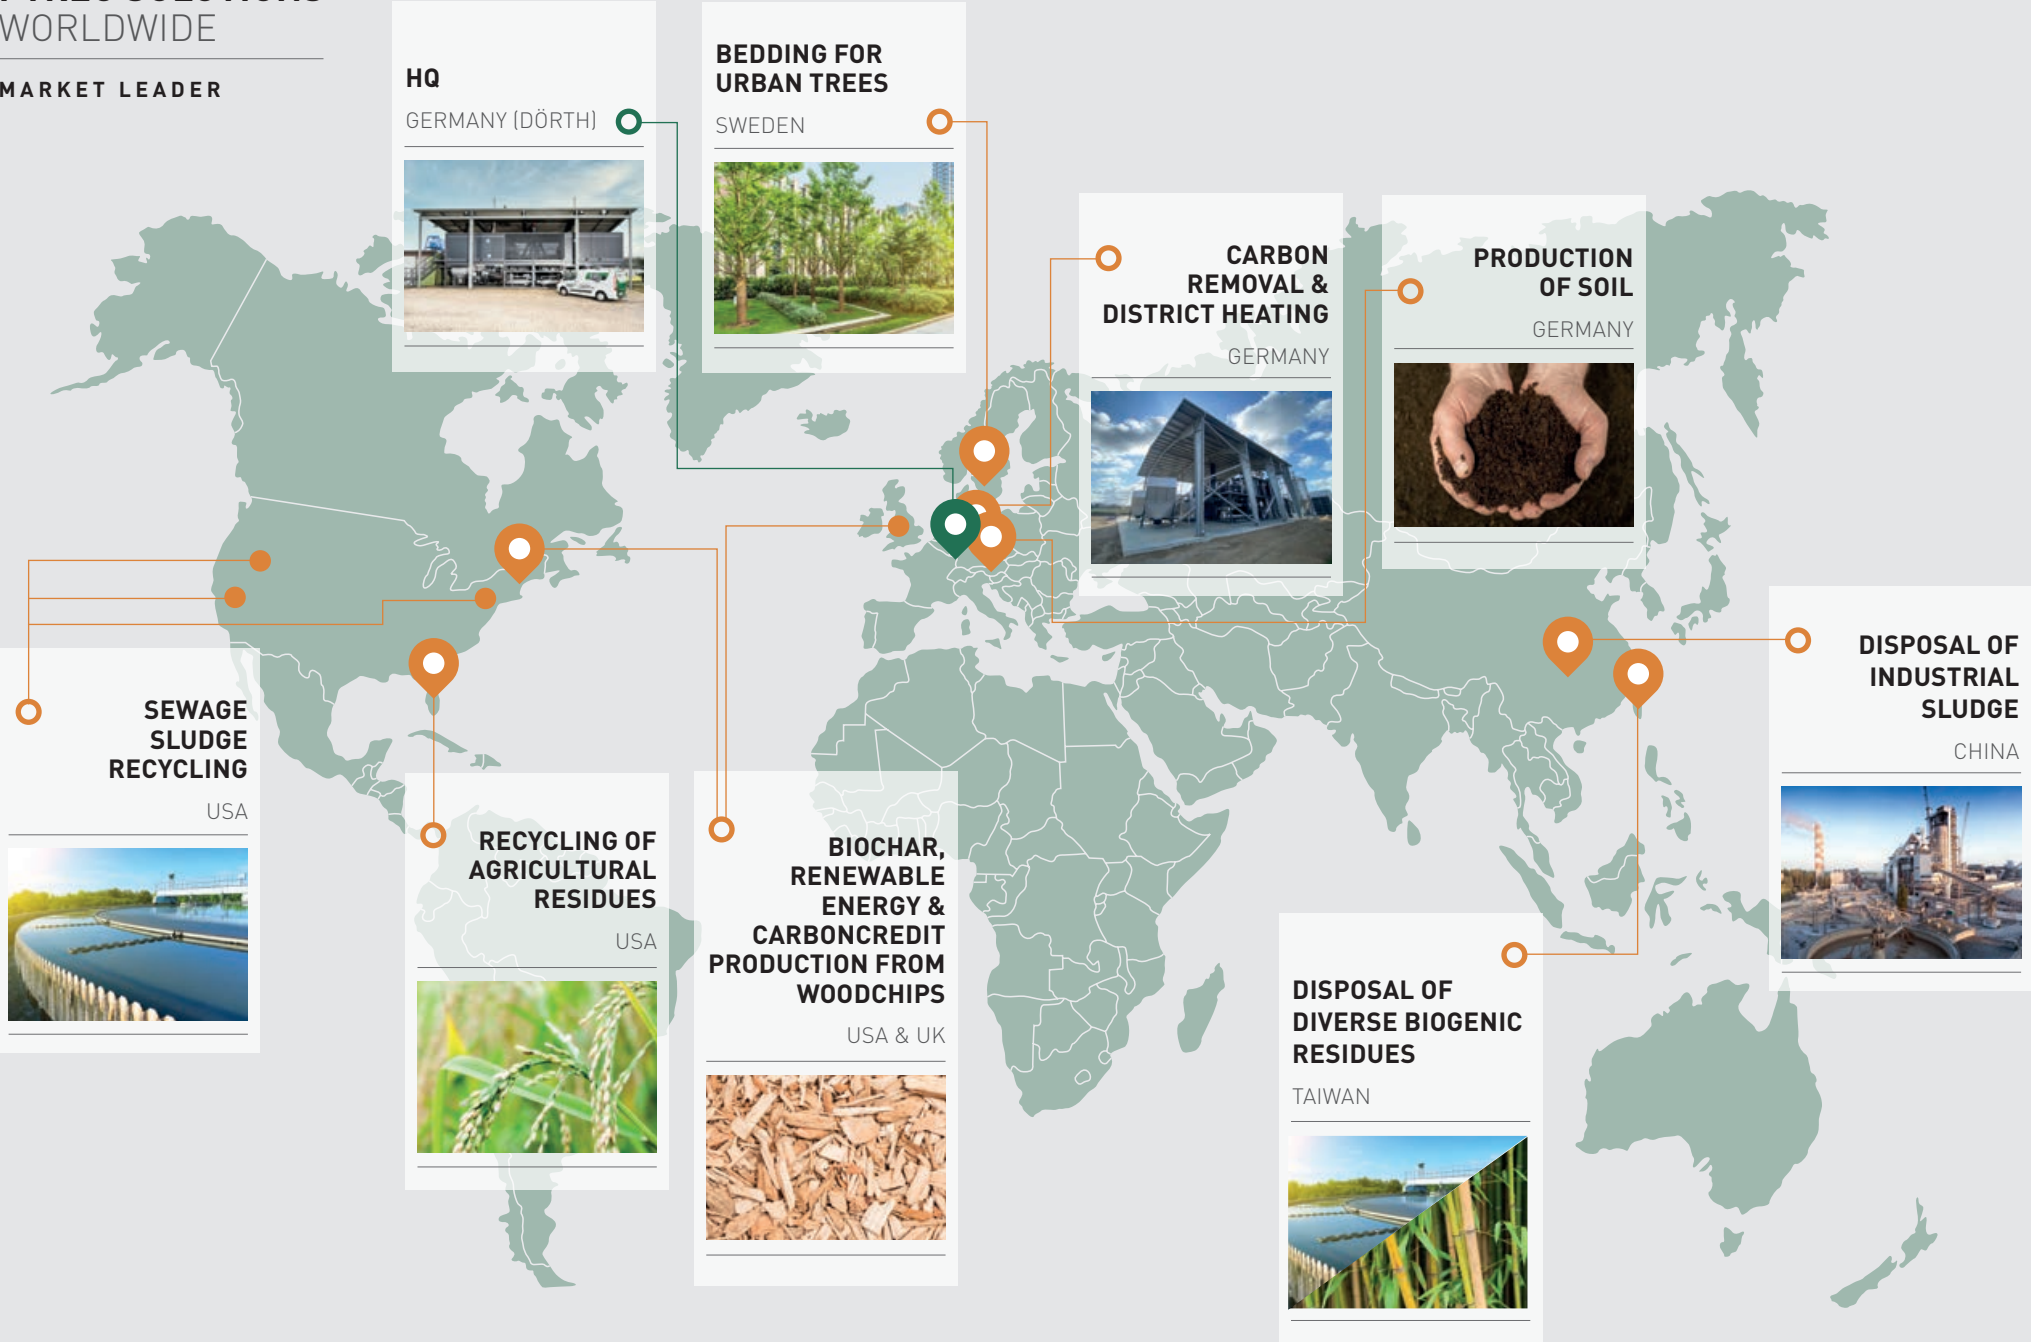 WORLDWIDE
MARKET LEADER
HQ
GERMANY (DÖRTH)
BEDDING FOR
URBAN TREES
SWEDEN
CARBON
REMOVAL &
DISTRICT HEATING
GERMANY
PRODUCTION
OF SOIL
GERMANY
SEWAGE
SLUDGE
RECYCLING
USA
RECYCLING OF
AGRICULTURAL
RESIDUES
USA
BIOCHAR,
RENEWABLE
ENERGY &
CARBONCREDIT
PRODUCTION FROM
WOODCHIPS
USA & UK
DISPOSAL OF
DIVERSE BIOGENIC
RESIDUES
TAIWAN
DISPOSAL OF
INDUSTRIAL
SLUDGE
CHINA